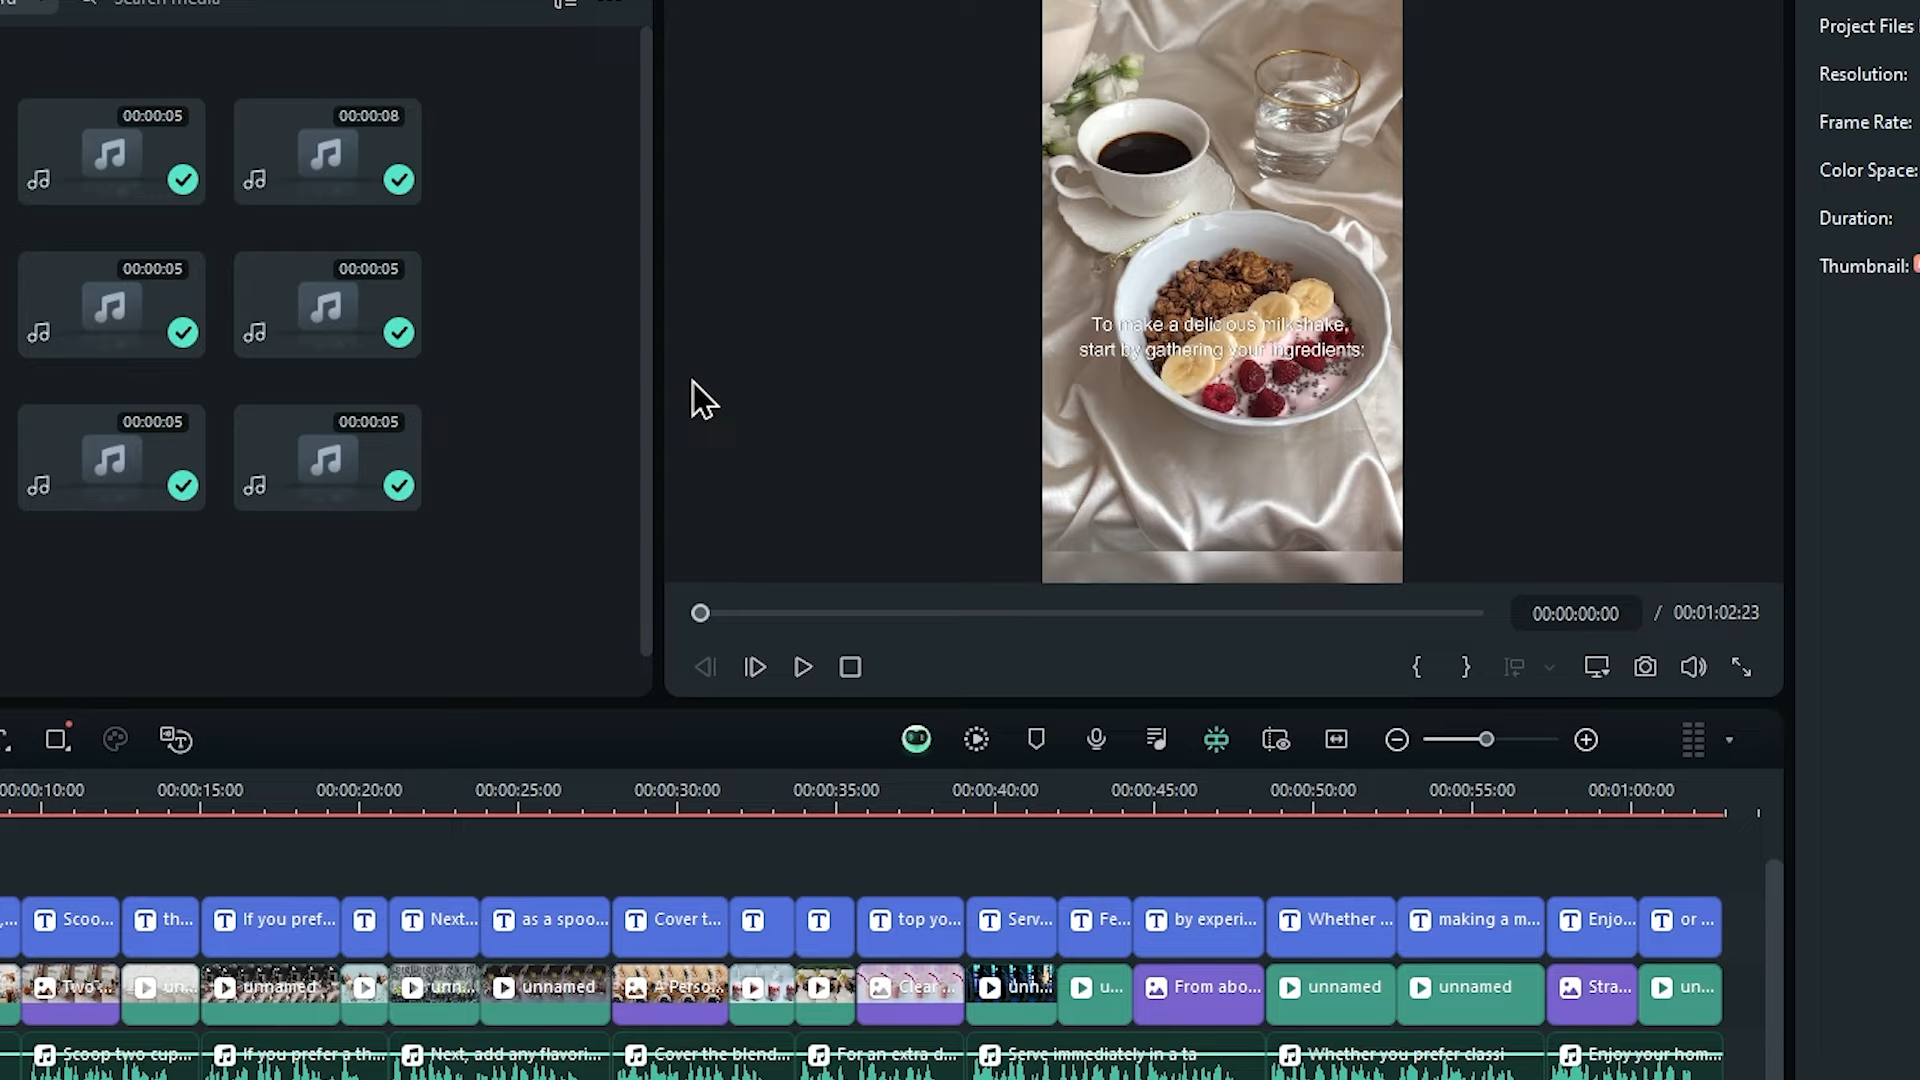 Search media
Project Files
Resolution:
Frame Rate:
Color Space:
Duration:
Thumbnail:
00:00:05
00:00:08
00:00:05
00:00:05
00:00:05
00:00:05
To make a delicious milkshake,
start by gathering your ingredients:
00:00:00:00 / 00:01:02:23
00:00:10:00 00:00:15:00 00:00:20:00 00:00:25:00 00:00:30:00 00:00:35:00 00:00:40:00 00:00:45:00 00:00:50:00 00:00:55:00 00:01:00:00
Scoo... th... If you pref... Next... as a spoo... Cover t... top yo... Serv... Fe... by experi... Whether ... making a m... Enjo... or ...
Two ... un... unnamed unn... unnamed A Perso... Clear ... unn... u... From abo... unnamed unnamed Stra... un...
Scoop two cup... If you prefer a th... Next, add any flavori... Cover the blend... For an extra d... Serve immediately in a ta Whether you prefer classi Enjoy your hom...